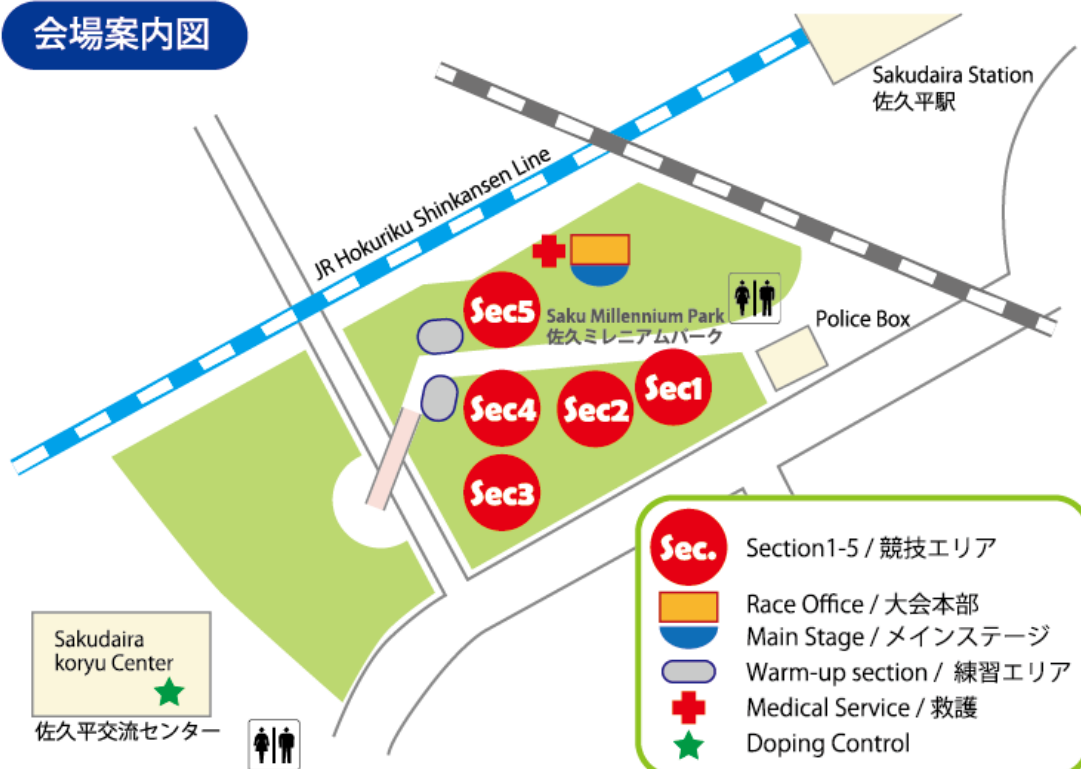 会場案内図
Sakudaira Station
佐久平駅
JR Hokuriku Shinkansen Line
Sec5
Saku Millennium Park
佐久ミレニアムパーク
Police Box
Sec4
Sec2
Sec1
Sec3
Sakudaira
koryu Center
佐久平交流センター
Sec.
Section1-5 / 競技エリア
Race Office / 大会本部
Main Stage / メインステージ
Warm-up section / 練習エリア
Medical Service / 救護
Doping Control